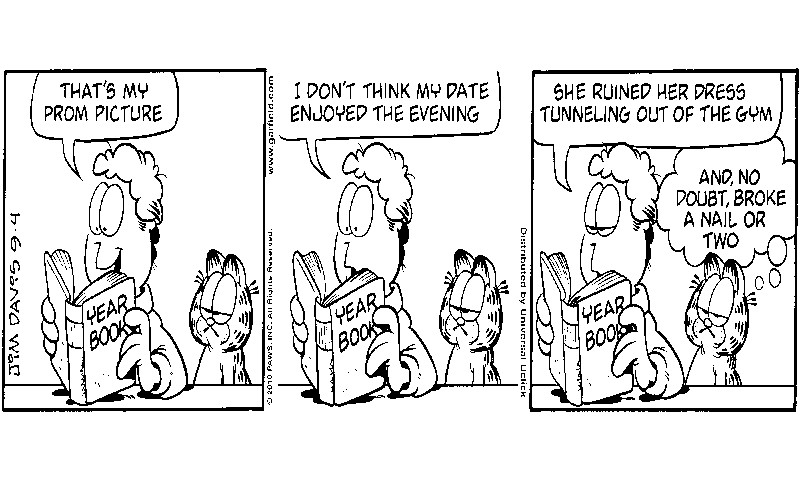 THAT'S MY
PROM PICTURE
YEAR
BOOK
JIM DAVIS 9·4
www.garfield.com
© 2010 PAWS, INC. All Rights Reserved.
I DON'T THINK MY DATE
ENJOYED THE EVENING
YEAR
BOOK
Distributed by Universal Uclick
SHE RUINED HER DRESS
TUNNELING OUT OF THE GYM
AND, NO
DOUBT, BROKE
A NAIL OR
TWO
YEAR
BOOK